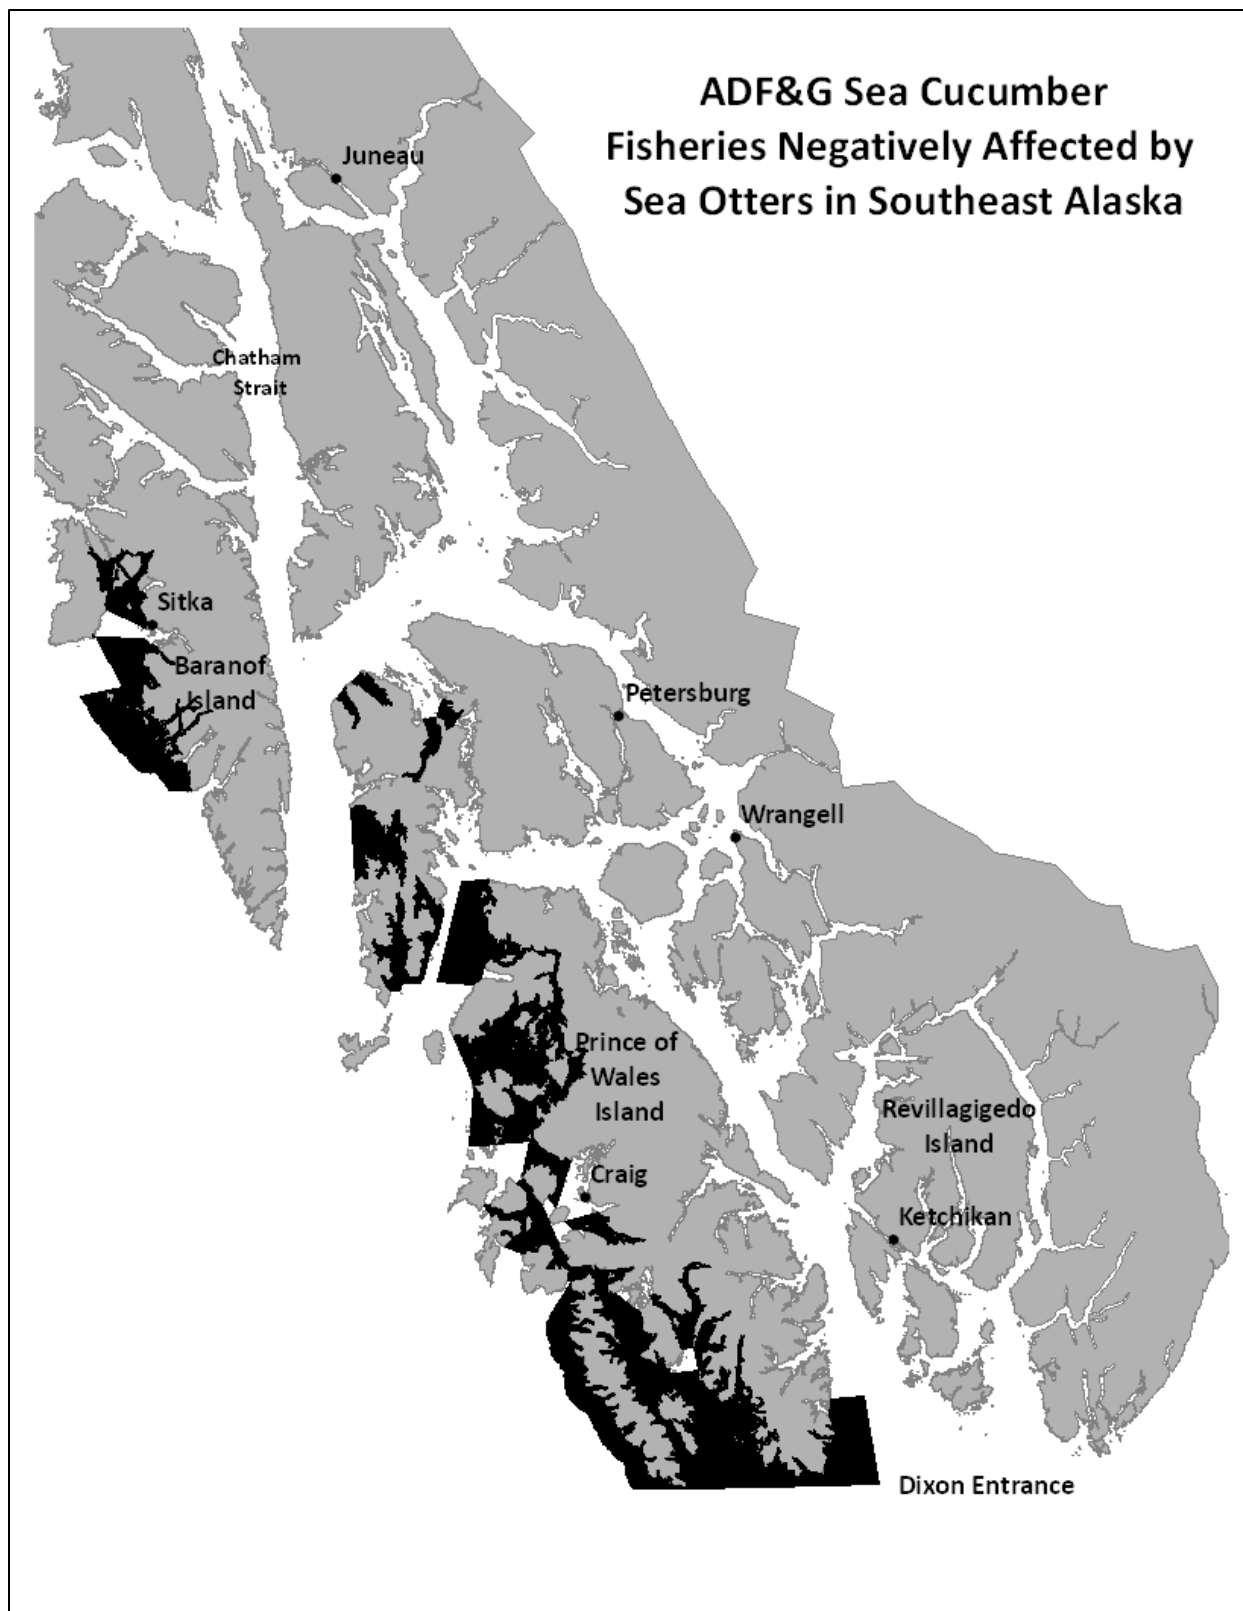 ADF&G Sea Cucumber
Fisheries Negatively Affected by
Sea Otters in Southeast Alaska
Juneau
Chatham
Strait
Sitka
Baranof
Island
Petersburg
Wrangell
Prince of
Wales
Island
Revillagigedo
Island
Craig
Ketchikan
Dixon Entrance